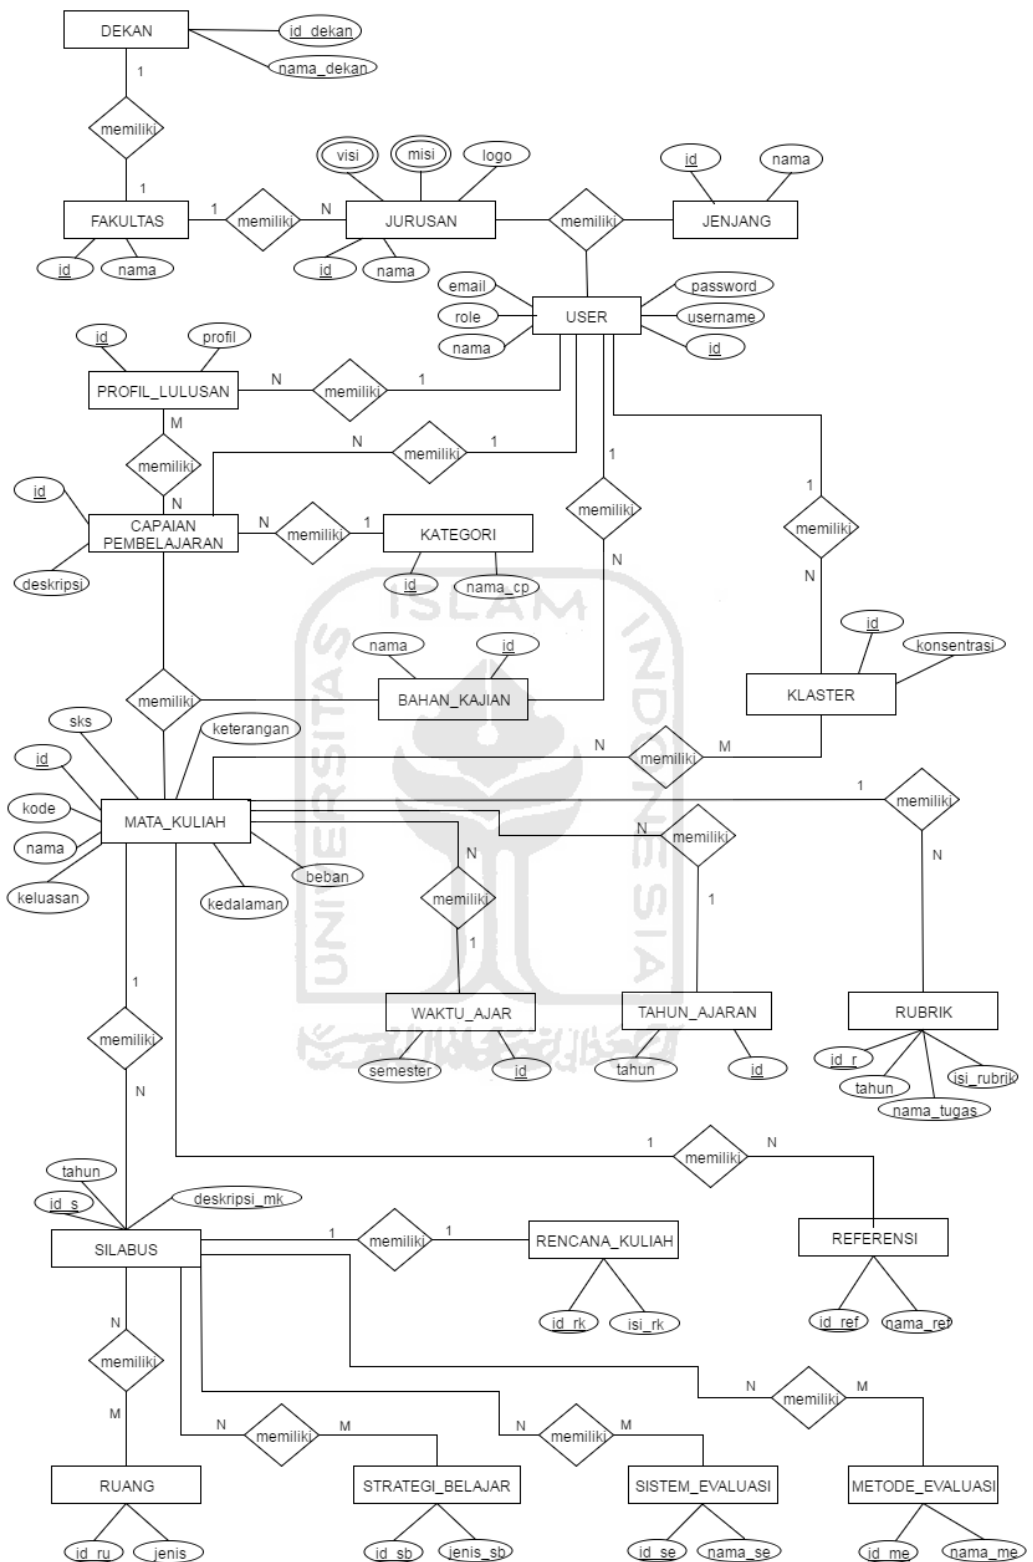 DEKAN
id_dekan
nama_dekan
1
memiliki
1
visi
misi
logo
id
nama
FAKULTAS
1
memiliki
N
JURUSAN
memiliki
JENJANG
id
nama
id
nama
email
password
role
USER
username
nama
id
id
profil
PROFIL_LULUSAN
N
memiliki
1
M
memiliki
N
N
memiliki
1
id
CAPAIAN
PEMBELAJARAN
deskripsi
N
memiliki
1
KATEGORI
id
nama_cp
1
memiliki
N
1
memiliki
N
nama
id
memiliki
BAHAN_KAJIAN
id
konsentrasi
KLASTER
N
memiliki
M
sks
keterangan
id
kode
nama
keluasan
MATA_KULIAH
beban
kedalaman
1
memiliki
N
N
memiliki
1
N
memiliki
1
WAKTU_AJAR
semester
id
TAHUN_AJARAN
tahun
id
RUBRIK
id_r
tahun
nama_tugas
isi_rubrik
1
memiliki
N
1
memiliki
N
tahun
id_s
deskripsi_mk
SILABUS
1
memiliki
1
RENCANA_KULIAH
id_rk
isi_rk
REFERENSI
id_ref
nama_ref
N
memiliki
M
N
memiliki
M
N
memiliki
M
N
memiliki
M
RUANG
id_ru
jenis
STRATEGI_BELAJAR
id_sb
jenis_sb
SISTEM_EVALUASI
id_se
nama_se
METODE_EVALUASI
id_me
nama_me
UNIVERSITAS
ISLAM
INDONESIA